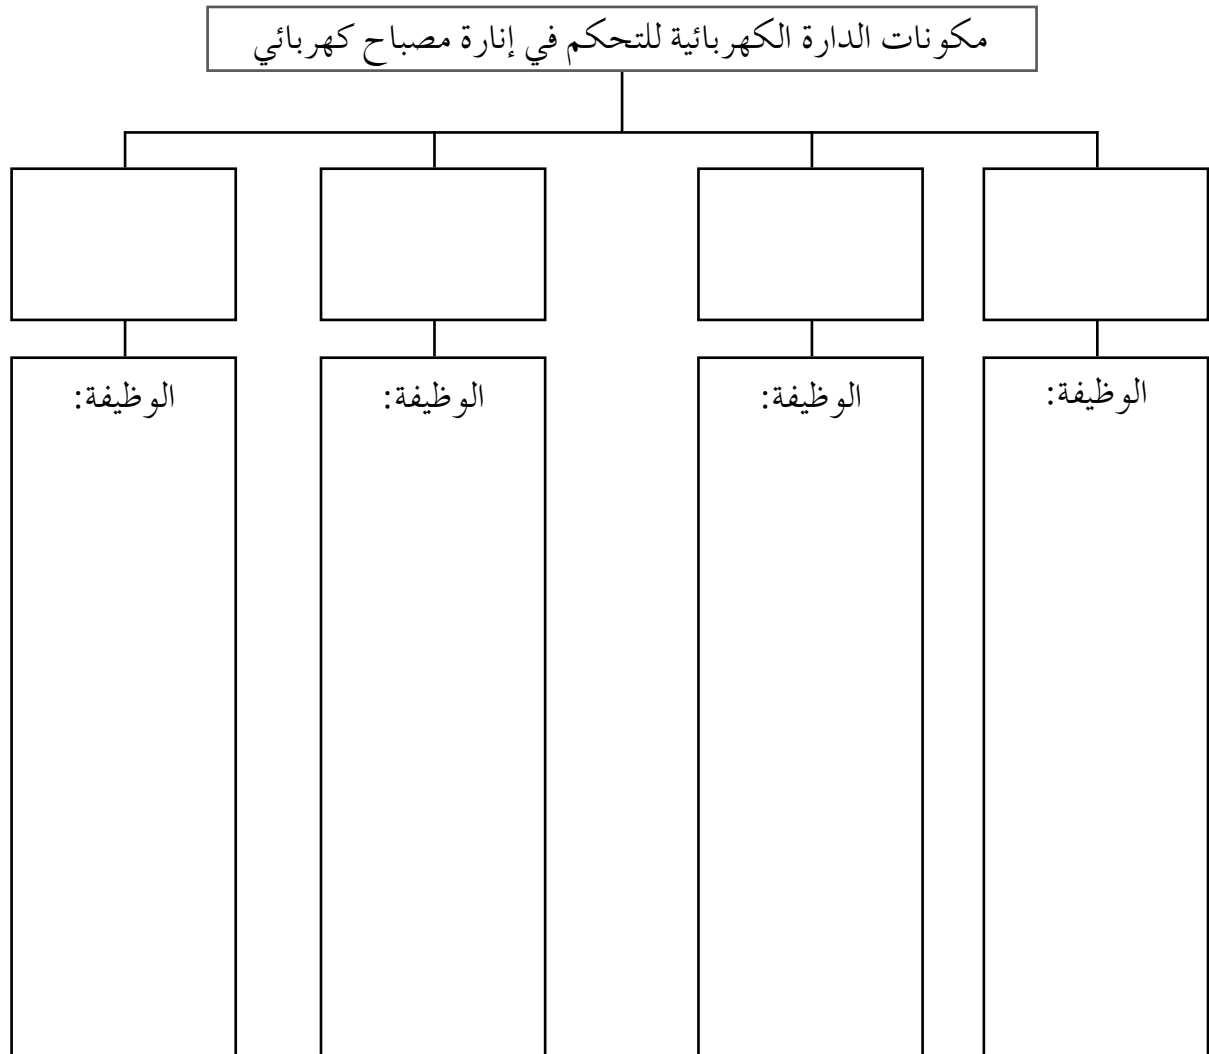 مكونات الدارة الكهربائية للتحكم في إنارة مصباح كهربائي
الوظيفة:
الوظيفة:
الوظيفة:
الوظيفة: